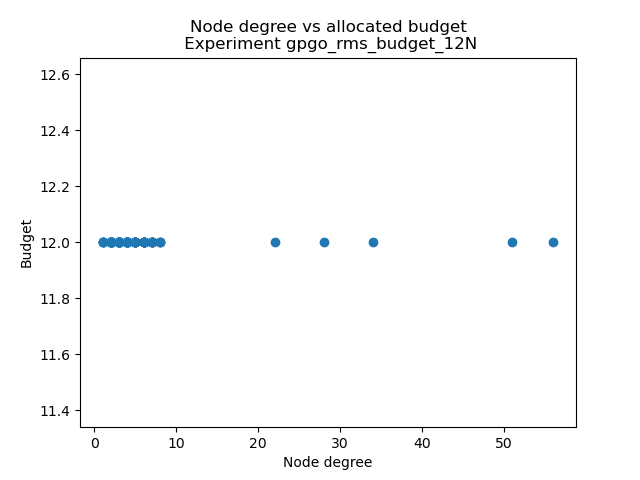 Node degree vs allocated budget
Experiment gpgo_rms_budget_12N
12.6
12.4
12.2
12.0
11.8
11.6
11.4
Budget
0 10 20 30 40 50
Node degree